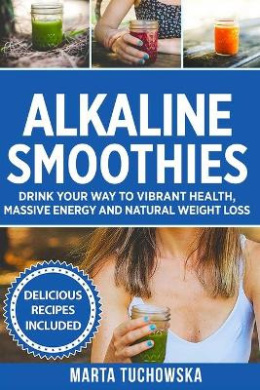 ALKALINE
SMOOTHIES
DRINK YOUR WAY TO VIBRANT HEALTH,
MASSIVE ENERGY AND NATURAL WEIGHT LOSS
DELICIOUS
RECIPES
INCLUDED
MARTA TUCHOWSKA